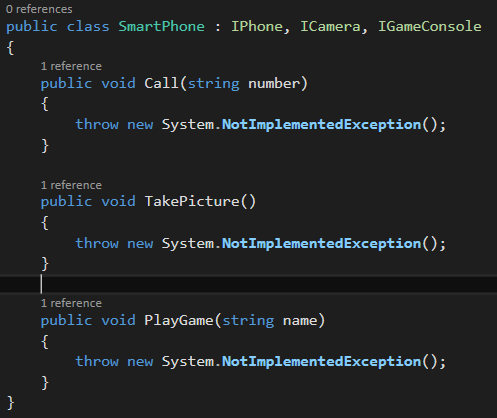 0 references
public class SmartPhone : IPhone, ICamera, IGameConsole
{
1 reference
public void Call(string number)
{
throw new System.NotImplementedException();
}
1 reference
public void TakePicture()
{
throw new System.NotImplementedException();
}
1 reference
public void PlayGame(string name)
{
throw new System.NotImplementedException();
}
}